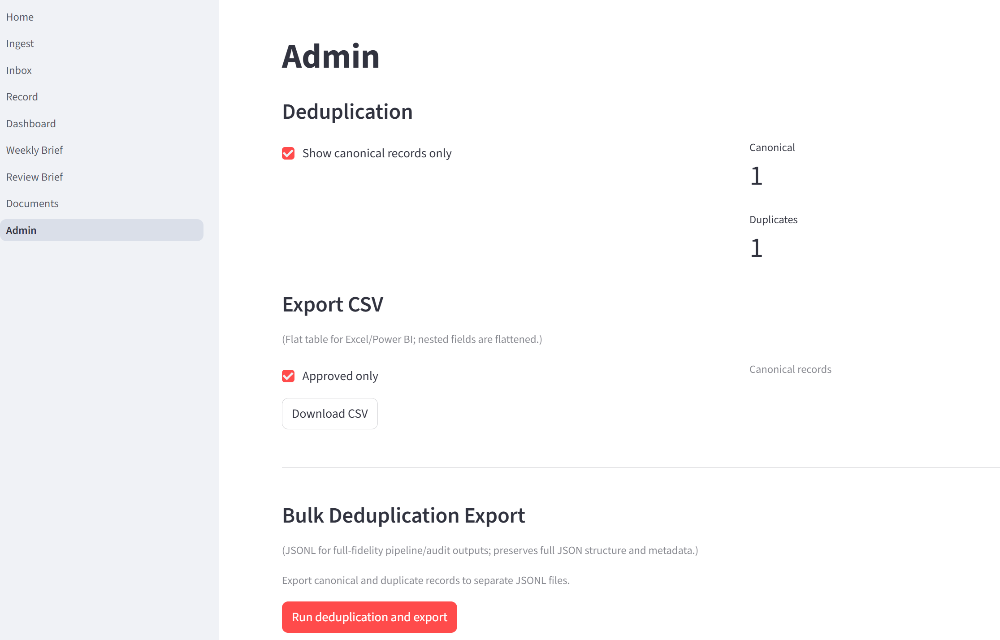 Home
Ingest
Inbox
Record
Dashboard
Weekly Brief
Review Brief
Documents
Admin
Admin
Deduplication
Show canonical records only
Canonical
1
Duplicates
1
Export CSV
(Flat table for Excel/Power BI; nested fields are flattened.)
Approved only
Canonical records
Download CSV
Bulk Deduplication Export
(JSONL for full-fidelity pipeline/audit outputs; preserves full JSON structure and metadata.)
Export canonical and duplicate records to separate JSONL files.
Run deduplication and export